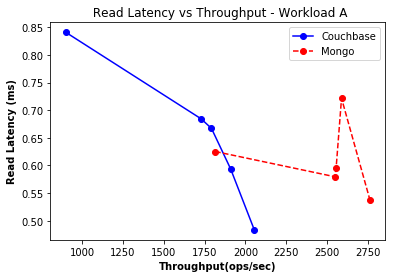 Read Latency vs Throughput - Workload A
Couchbase
Mongo
Read Latency (ms)
0.85
0.80
0.75
0.70
0.65
0.60
0.55
0.50
1000 1250 1500 1750 2000 2250 2500 2750
Throughput(ops/sec)